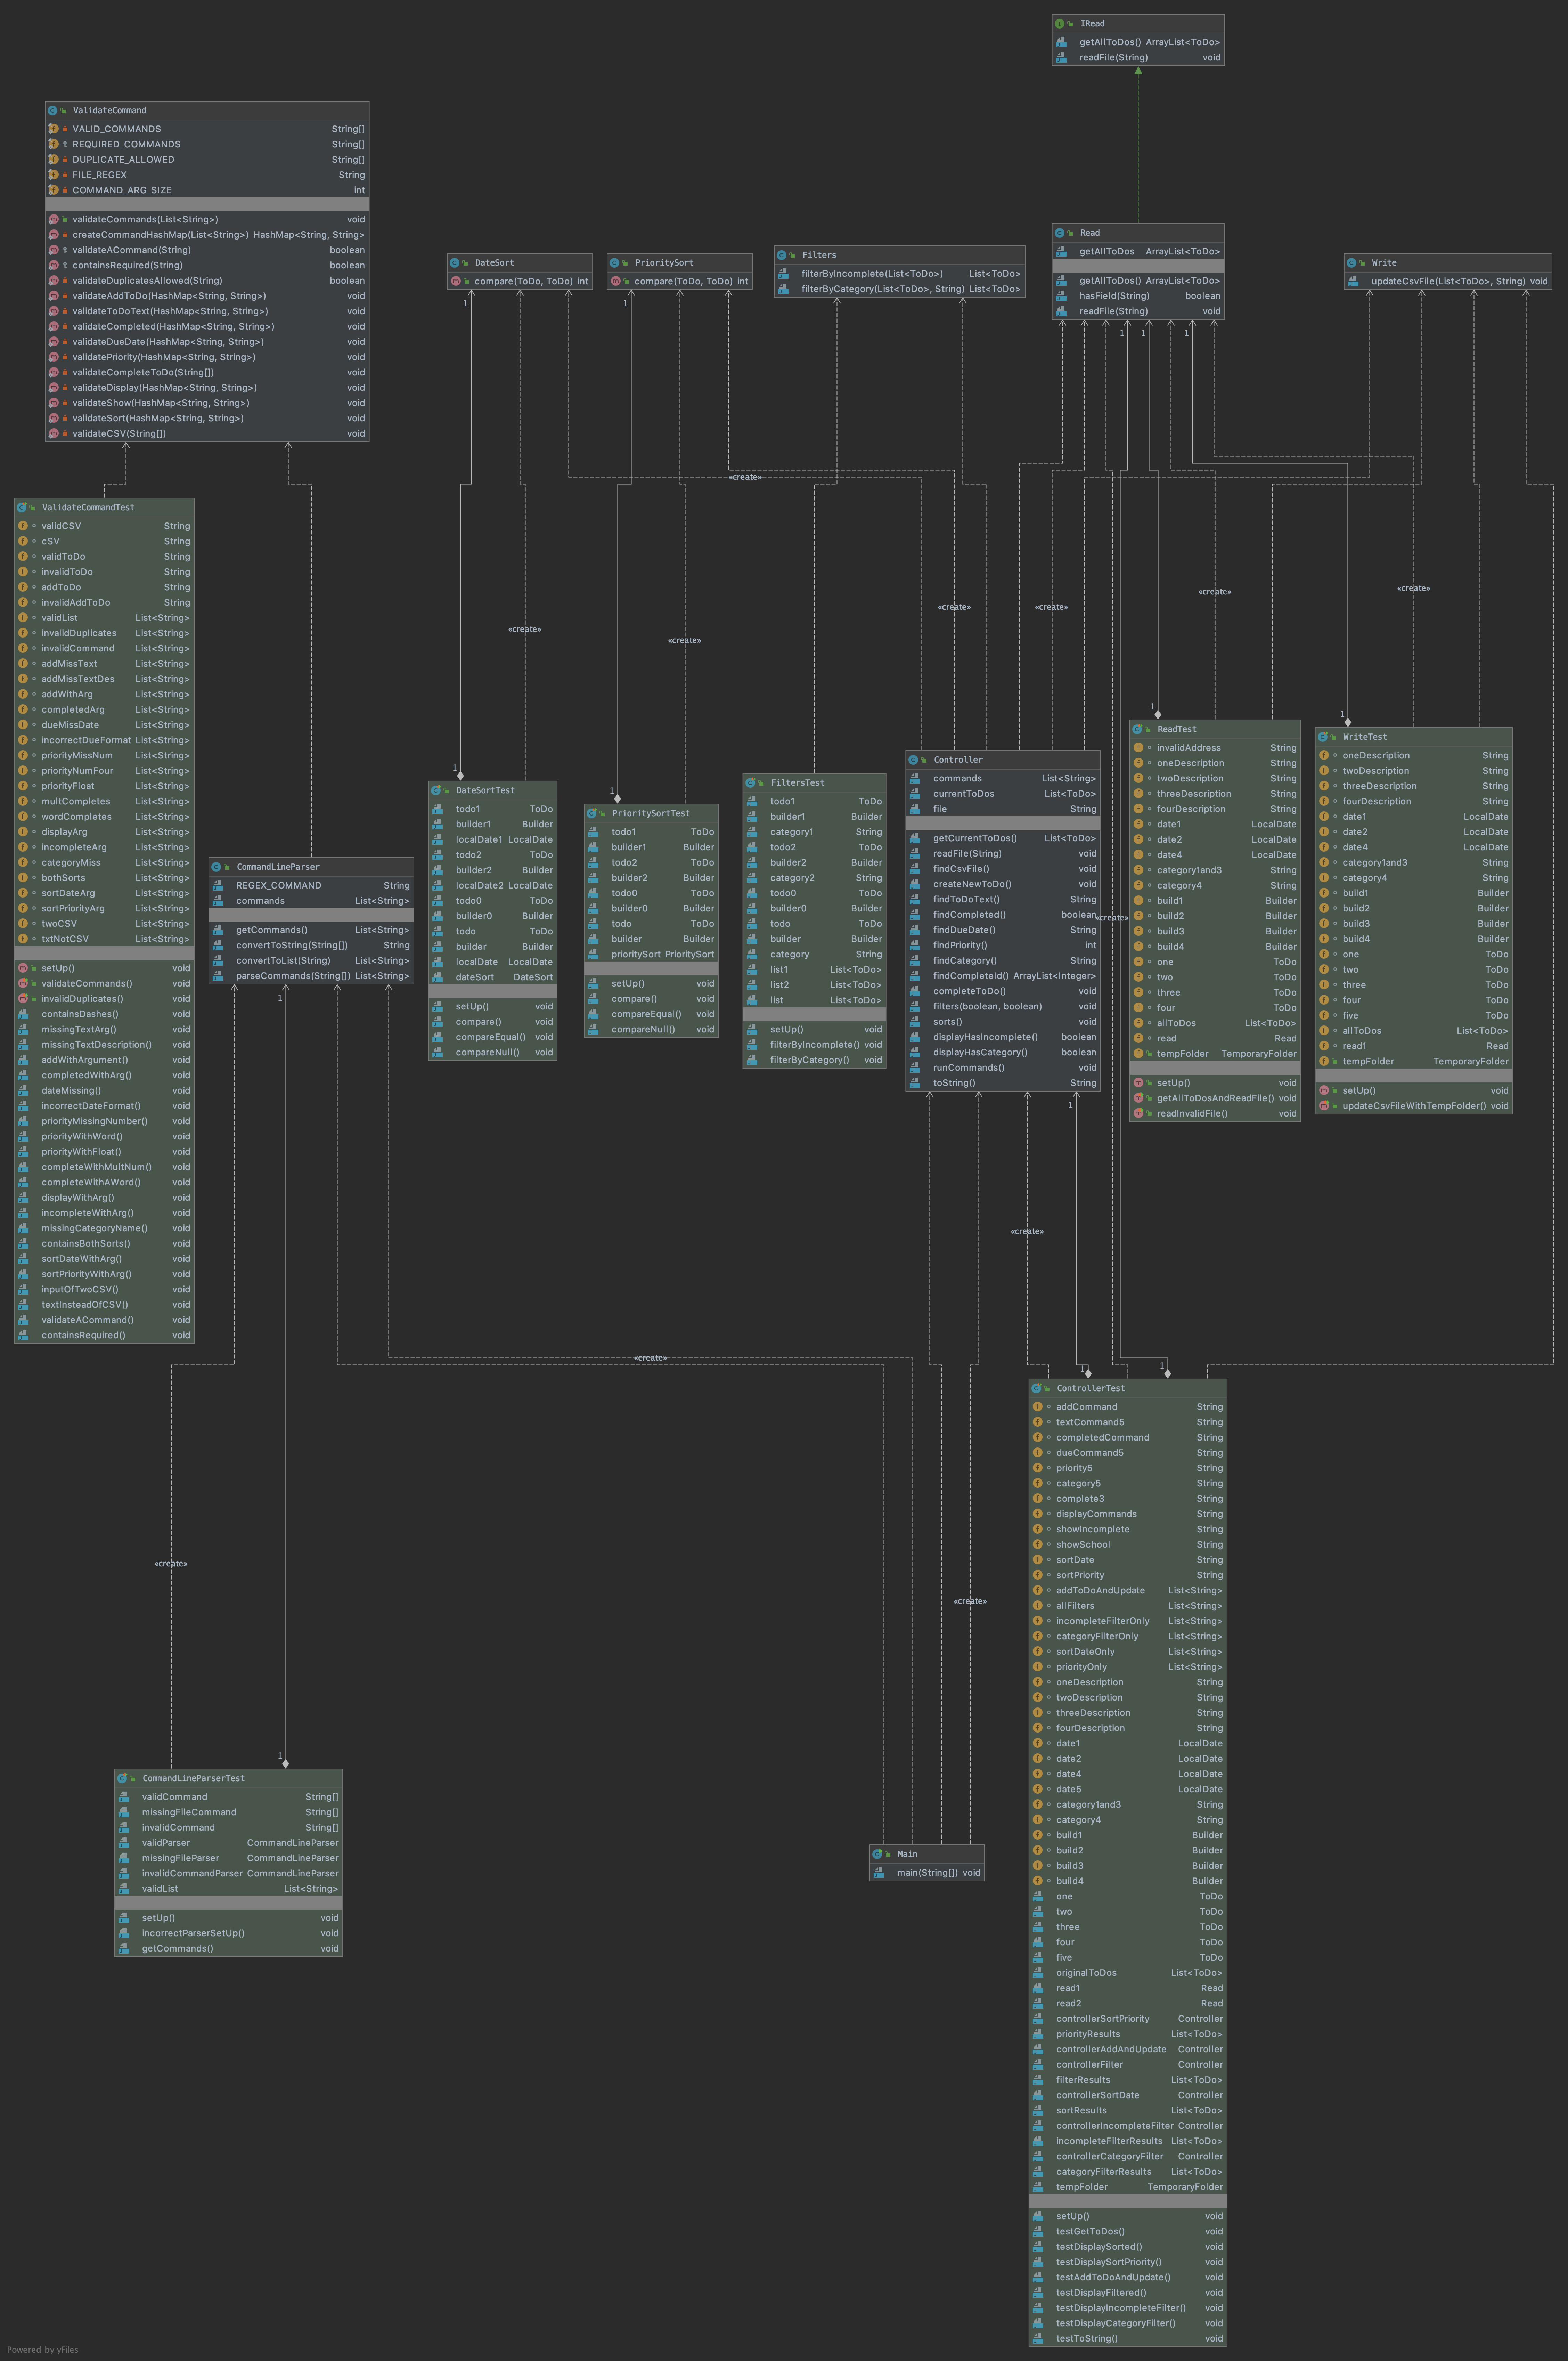 IRead
getAllToDos() ArrayList<ToDo>
readFile(String) void
ValidateCommand
VALID_COMMANDS String[]
REQUIRED_COMMANDS String[]
DUPLICATE_ALLOWED String[]
FILE_REGEX String
COMMAND_ARG_SIZE int
validateCommands(List<String>) void
createCommandHashMap(List<String>) HashMap<String, String>
validateACommand(String) boolean
containsRequired(String) boolean
validateDuplicatesAllowed(String) boolean
validateAddToDo(HashMap<String, String>) void
validateToDoText(HashMap<String, String>) void
validateCompleted(HashMap<String, String>) void
validateDueDate(HashMap<String, String>) void
validatePriority(HashMap<String, String>) void
validateCompleteToDo(String[]) void
validateDisplay(HashMap<String, String>) void
validateShow(HashMap<String, String>) void
validateSort(HashMap<String, String>) void
validateCSV(String[]) void
DateSort
compare(ToDo, ToDo) int
PrioritySort
compare(ToDo, ToDo) int
Filters
filterByIncomplete(List<ToDo>) List<ToDo>
filterByCategory(List<ToDo>, String) List<ToDo>
Read
getAllToDos ArrayList<ToDo>
getAllToDos() ArrayList<ToDo>
hasField(String) boolean
readFile(String) void
Write
updateCsvFile(List<ToDo>, String) void
1
1
1
1
1
«create»
«create»
«create»
«create»
«create»
«create»
«create»
ValidateCommandTest
validCSV String
cSV String
validToDo String
invalidToDo String
addToDo String
invalidAddToDo String
validList List<String>
invalidDuplicates List<String>
invalidCommand List<String>
addMissText List<String>
addMissTextDes List<String>
addWithArg List<String>
completedArg List<String>
dueMissDate List<String>
incorrectDueFormat List<String>
priorityMissNum List<String>
priorityNumFour List<String>
priorityFloat List<String>
multCompletes List<String>
wordCompletes List<String>
displayArg List<String>
incompleteArg List<String>
categoryMiss List<String>
bothSorts List<String>
sortDateArg List<String>
sortPriorityArg List<String>
twoCSV List<String>
txtNotCSV List<String>
setUp() void
validateCommands() void
invalidDuplicates() void
containsDashes() void
missingTextArg() void
missingTextDescription() void
addWithArgument() void
completedWithArg() void
dateMissing() void
incorrectDateFormat() void
priorityMissingNumber() void
priorityWithWord() void
priorityWithFloat() void
completeWithMultNum() void
completeWithAWord() void
displayWithArg() void
incompleteWithArg() void
missingCategoryName() void
containsBothSorts() void
sortDateWithArg() void
sortPriorityWithArg() void
inputOfTwoCSV() void
textInsteadOfCSV() void
validateACommand() void
containsRequired() void
CommandLineParser
REGEX_COMMAND String
commands List<String>
getCommands() List<String>
convertToString(String[]) String
convertToList(String) List<String>
parseCommands(String[]) List<String>
1
1
DateSortTest
todo1 ToDo
builder1 Builder
localDate1 LocalDate
todo2 ToDo
builder2 Builder
localDate2 LocalDate
todo0 ToDo
builder0 Builder
todo ToDo
builder Builder
localDate LocalDate
dateSort DateSort
setUp() void
compare() void
compareEqual() void
compareNull() void
1
PrioritySortTest
todo1 ToDo
builder1 Builder
todo2 ToDo
builder2 Builder
todo0 ToDo
builder0 Builder
todo ToDo
builder Builder
prioritySort PrioritySort
setUp() void
compare() void
compareEqual() void
compareNull() void
FiltersTest
todo1 ToDo
builder1 Builder
category1 String
todo2 ToDo
builder2 Builder
category2 String
todo0 ToDo
builder0 Builder
todo ToDo
builder Builder
category String
list1 List<ToDo>
list2 List<ToDo>
list List<ToDo>
setUp() void
filterByIncomplete() void
filterByCategory() void
Controller
commands List<String>
currentToDos List<ToDo>
file String
getCurrentToDos() List<ToDo>
readFile(String) void
findCsvFile() void
createNewToDo() void
findToDoText() String
findCompleted() boolean
findDueDate() String
findPriority() int
findCategory() String
findCompleteId() ArrayList<Integer>
completeToDo() void
filters(boolean, boolean) void
sorts() void
displayHasIncomplete() boolean
displayHasCategory() boolean
runCommands() void
toString() String
«create»
1
1
ReadTest
invalidAddress String
oneDescription String
twoDescription String
threeDescription String
fourDescription String
date1 LocalDate
date2 LocalDate
date4 LocalDate
category1and3 String
category4 String
build1 Builder
build2 Builder
build3 Builder
build4 Builder
one ToDo
two ToDo
three ToDo
four ToDo
allToDos List<ToDo>
read Read
tempFolder TemporaryFolder
setUp() void
getAllToDosAndReadFile() void
readInvalidFile() void
1
WriteTest
oneDescription String
twoDescription String
threeDescription String
fourDescription String
date1 LocalDate
date2 LocalDate
date4 LocalDate
category1and3 String
category4 String
build1 Builder
build2 Builder
build3 Builder
build4 Builder
one ToDo
two ToDo
three ToDo
four ToDo
five ToDo
allToDos List<ToDo>
read1 Read
tempFolder TemporaryFolder
setUp() void
updateCsvFileWithTempFolder() void
«create»
«create»
«create»
«create»
1
1
1
ControllerTest
addCommand String
textCommand5 String
completedCommand String
dueCommand5 String
priority5 String
category5 String
complete3 String
displayCommands String
showIncomplete String
showSchool String
sortDate String
sortPriority String
addToDoAndUpdate List<String>
allFilters List<String>
incompleteFilterOnly List<String>
categoryFilterOnly List<String>
sortDateOnly List<String>
priorityOnly List<String>
oneDescription String
twoDescription String
threeDescription String
fourDescription String
date1 LocalDate
date2 LocalDate
date4 LocalDate
date5 LocalDate
category1and3 String
category4 String
build1 Builder
build2 Builder
build3 Builder
build4 Builder
one ToDo
two ToDo
three ToDo
four ToDo
five ToDo
originalToDos List<ToDo>
read1 Read
read2 Read
controllerSortPriority Controller
priorityResults List<ToDo>
controllerAddAndUpdate Controller
controllerFilter Controller
filterResults List<ToDo>
controllerSortDate Controller
sortResults List<ToDo>
controllerIncompleteFilter Controller
incompleteFilterResults List<ToDo>
controllerCategoryFilter Controller
categoryFilterResults List<ToDo>
tempFolder TemporaryFolder
setUp() void
testGetToDos() void
testDisplaySorted() void
testDisplaySortPriority() void
testAddToDoAndUpdate() void
testDisplayFiltered() void
testDisplayIncompleteFilter() void
testDisplayCategoryFilter() void
testToString() void
1
CommandLineParserTest
validCommand String[]
missingFileCommand String[]
invalidCommand String[]
validParser CommandLineParser
missingFileParser CommandLineParser
invalidCommandParser CommandLineParser
validList List<String>
setUp() void
incorrectParserSetUp() void
getCommands() void
Main
main(String[]) void
Powered by yFiles